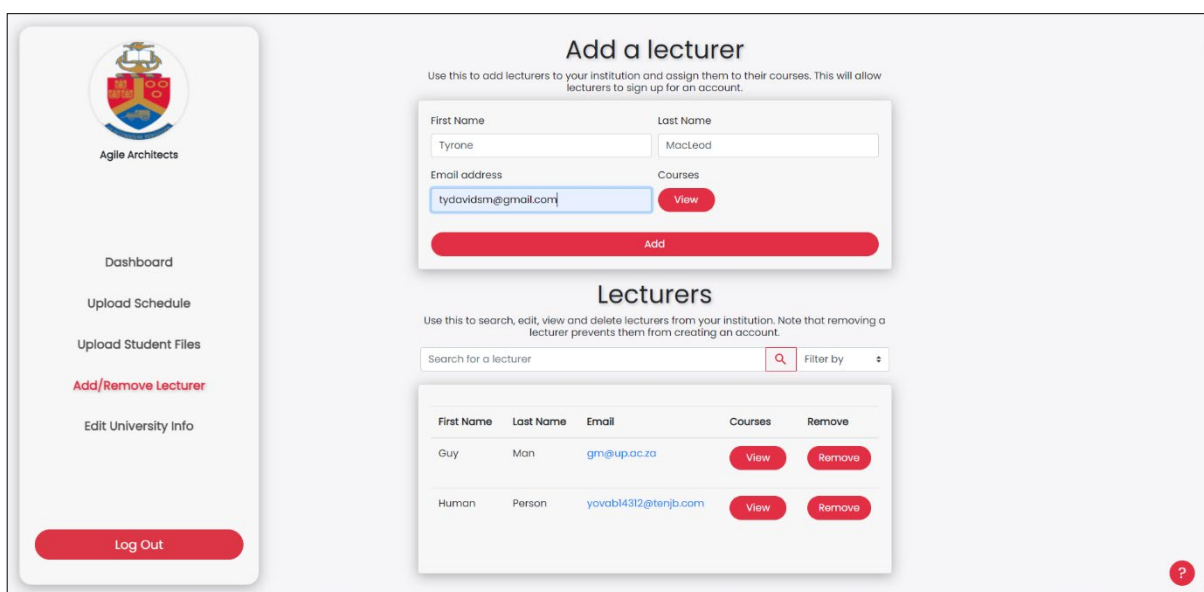 Agile Architects
Dashboard
Upload Schedule
Upload Student Files
Add/Remove Lecturer
Edit University Info
Log Out
Add a lecturer
Use this to add lecturers to your institution and assign them to their courses. This will allow
lecturers to sign up for an account.
First Name Last Name
Tyrone MacLeod
Email address Courses
tydavidsm@gmail.com View
Add
Lecturers
Use this to search, edit, view and delete lecturers from your institution. Note that removing a
lecturer prevents them from creating an account.
Search for a lecturer Filter by
First Name Last Name Email Courses Remove
Guy Man gm@up.ac.za View Remove
Human Person yovab14312@tenjb.com View Remove
?